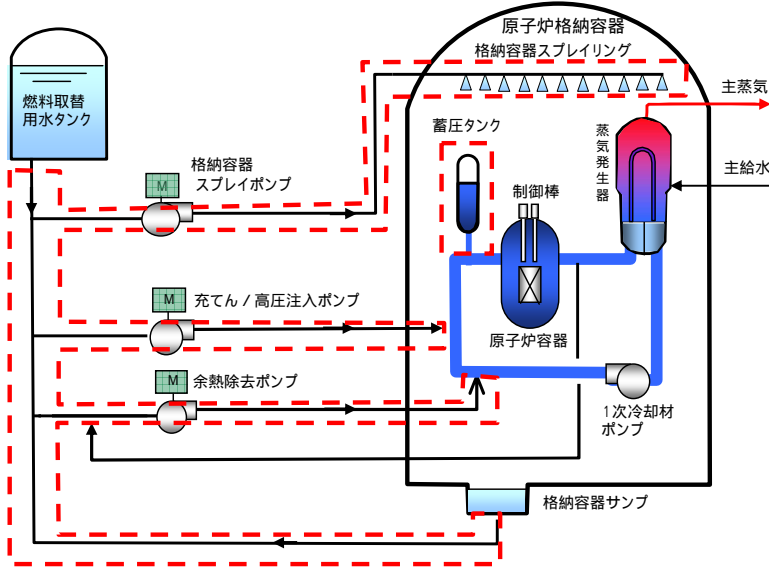 原子炉格納容器
格納容器スプレイリング
主蒸気
燃料取替
用水タンク
蓄圧タンク
蒸気発生器
格納容器
スプレイポンプ
M
制御棒
主給水
M
充てん / 高圧注入ポンプ
原子炉容器
M
余熱除去ポンプ
1次冷却材
ポンプ
格納容器サンプ